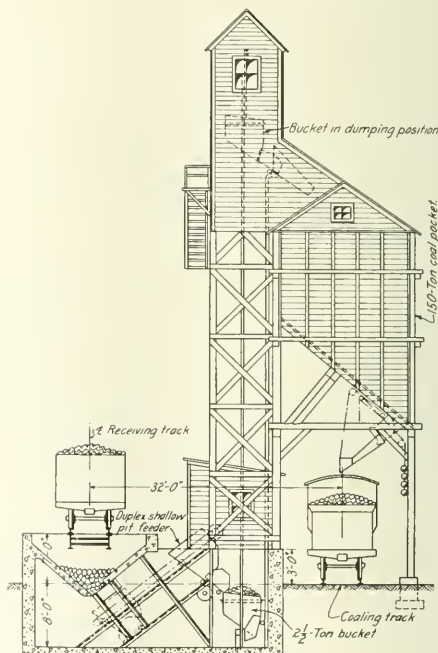 Bucket in dumping position
150-Ton coal pocket
℄ Receiving track
32'-0"
Duplex shallow
pit feeder
8'-0"
3'-0"
Coaling track
2½-Ton bucket